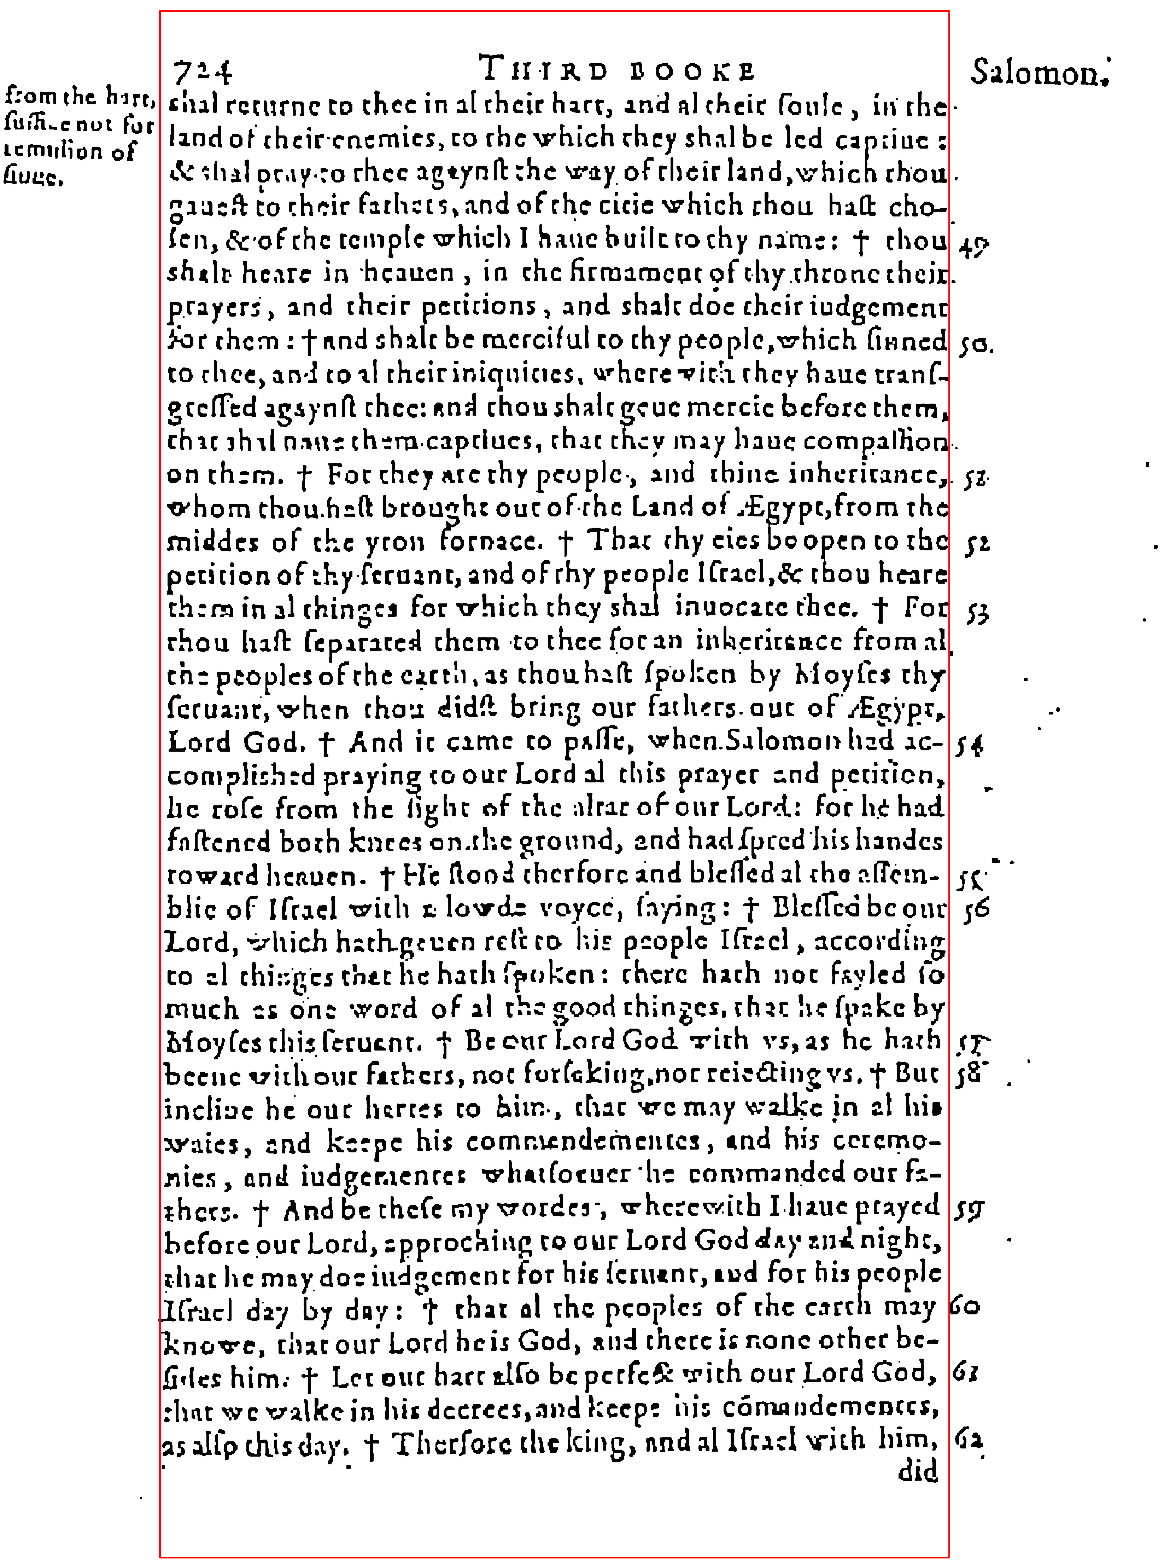 724 THIRD BOOKE Salomon.
from the hart,
suffise not for
remission of
sinne.
shal returne to thee in al their hart, and al their soule, in the
land of their enemies, to the which they shal be led captiue:
& shal pray to thee agaynst the way of their land, which thou
gauest to their fathers, and of the citie which thou hast cho-
sen, & of the temple which I haue built to thy name: † thou 49
shalt heare in heauen, in the firmament of thy throne their
prayers, and their petitions, and shalt doe their iudgement
for them: † and shalt be merciful to thy people, which sinned 50.
to thee, and to al their iniquities, wherewith they haue trans-
gressed agaynst thee: and thou shalt geue mercie before them,
that shal haue them captiues, that they may haue compassion
on them. † For they are thy people, and thine inheritance, 51
whom thou hast brought out of the Land of Ægypt, from the
middes of the yron fornace. † That thy eies be open to the 52
petition of thy seruant, and of thy people Israel, & thou heare
them in al thinges for which they shal inuocate thee. † For 53
thou hast separated them to thee for an inheritance from al
the peoples of the earth, as thou hast spoken by Moyses thy
seruant, when thou didst bring our fathers out of Ægypt,
Lord God. † And it came to passe, when Salomon had ac- 54
complished praying to our Lord al this prayer and petition,
he rose from the sight of the altar of our Lord: for he had
fastened both knees on the ground, and had spred his handes
toward heauen. † He stood therfore and blessed al the assem- 55
blie of Israel with a lowde voyce, saying: † Blessed be our 56
Lord, which hath geuen rest to his people Israel, according
to al thinges that he hath spoken: there hath not fayled so
much as one word of al the good thinges, that he spake by
Moyses this seruant. † Be our Lord God with vs, as he hath 57
beene with our fathers, not forsaking, nor reiecting vs. † But 58
incline he our hartes to him, that we may walke in al his
waies, and keepe his commendementes, and his ceremo-
nies, and iudgementes whatsoeuer he commanded our fa-
thers. † And be these my wordes, wherewith I haue prayed 59
before our Lord, approching to our Lord God day and night,
that he may doe iudgement for his seruant, and for his people
Israel day by day: † that al the peoples of the earth may 60
knowe, that our Lord he is God, and there is none other be-
sides him. † Let our hart also be perfect with our Lord God, 61
that we walke in his decrees, and keepe his cõmandementes,
as also this day. † Therfore the king, and al Israel with him, 62
did